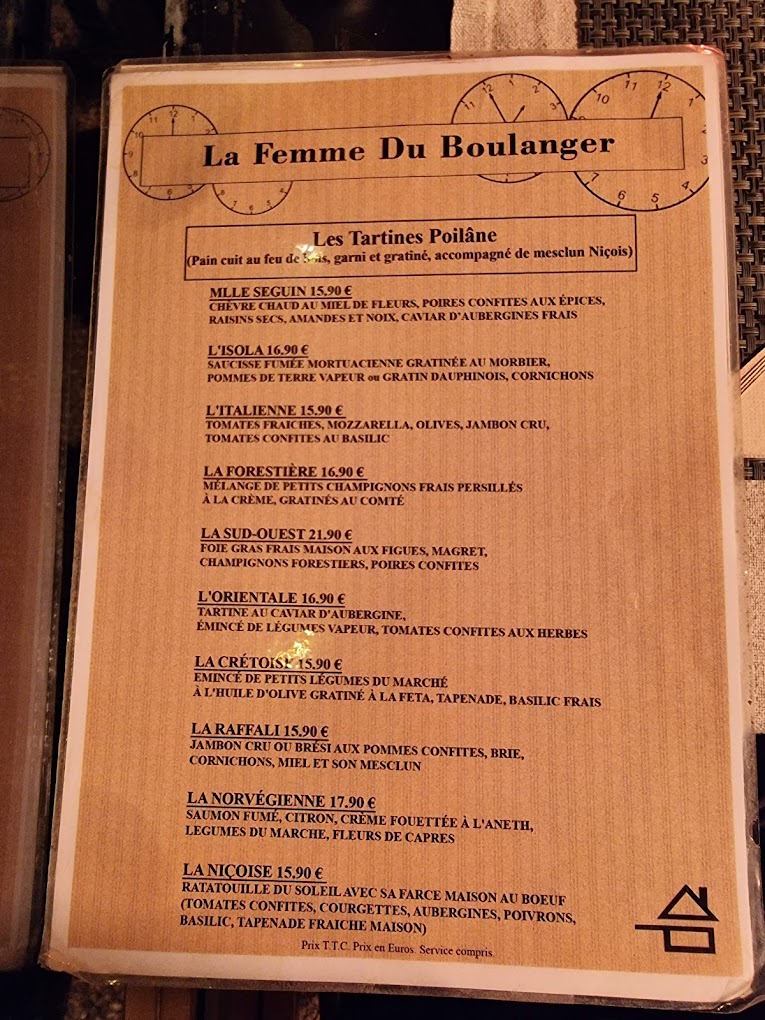 La Femme Du Boulanger
Les Tartines Poilâne
(Pain cuit au feu de bois, garni et gratiné, accompagné de mesclun Niçois)
MLLE SEGUIN 15.90 €
CHÈVRE CHAUD AU MIEL DE FLEURS, POIRES CONFITES AUX ÉPICES,
RAISINS SECS, AMANDES ET NOIX, CAVIAR D'AUBERGINES FRAIS
L'ISOLA 16.90 €
SAUCISSE FUMÉE MORTUACIENNE GRATINÉE AU MORBIER,
POMMES DE TERRE VAPEUR ou GRATIN DAUPHINOIS, CORNICHONS
L'ITALIENNE 15.90 €
TOMATES FRAICHES, MOZZARELLA, OLIVES, JAMBON CRU,
TOMATES CONFITES AU BASILIC
LA FORESTIÈRE 16.90 €
MÉLANGE DE PETITS CHAMPIGNONS FRAIS PERSILLÉS
À LA CRÈME, GRATINÉS AU COMTÉ
LA SUD-OUEST 21.90 €
FOIE GRAS FRAIS MAISON AUX FIGUES, MAGRET,
CHAMPIGNONS FORESTIERS, POIRES CONFITES
L'ORIENTALE 16.90 €
TARTINE AU CAVIAR D'AUBERGINE,
ÉMINCÉ DE LÉGUMES VAPEUR, TOMATES CONFITES AUX HERBES
LA CRÉTOISE 15.90 €
EMINCÉ DE PETITS LÉGUMES DU MARCHÉ
À L'HUILE D'OLIVE GRATINÉ À LA FETA, TAPENADE, BASILIC FRAIS
LA RAFFALI 15.90 €
JAMBON CRU OU BRÉSI AUX POMMES CONFITES, BRIE,
CORNICHONS, MIEL ET SON MESCLUN
LA NORVÉGIENNE 17.90 €
SAUMON FUMÉ, CITRON, CRÈME FOUETTÉE À L'ANETH,
LEGUMES DU MARCHE, FLEURS DE CAPRES
LA NIÇOISE 15.90 €
RATATOUILLE DU SOLEIL AVEC SA FARCE MAISON AU BOEUF
(TOMATES CONFITES, COURGETTES, AUBERGINES, POIVRONS,
BASILIC, TAPENADE FRAICHE MAISON)
Prix T.T.C. Prix en Euros. Service compris.